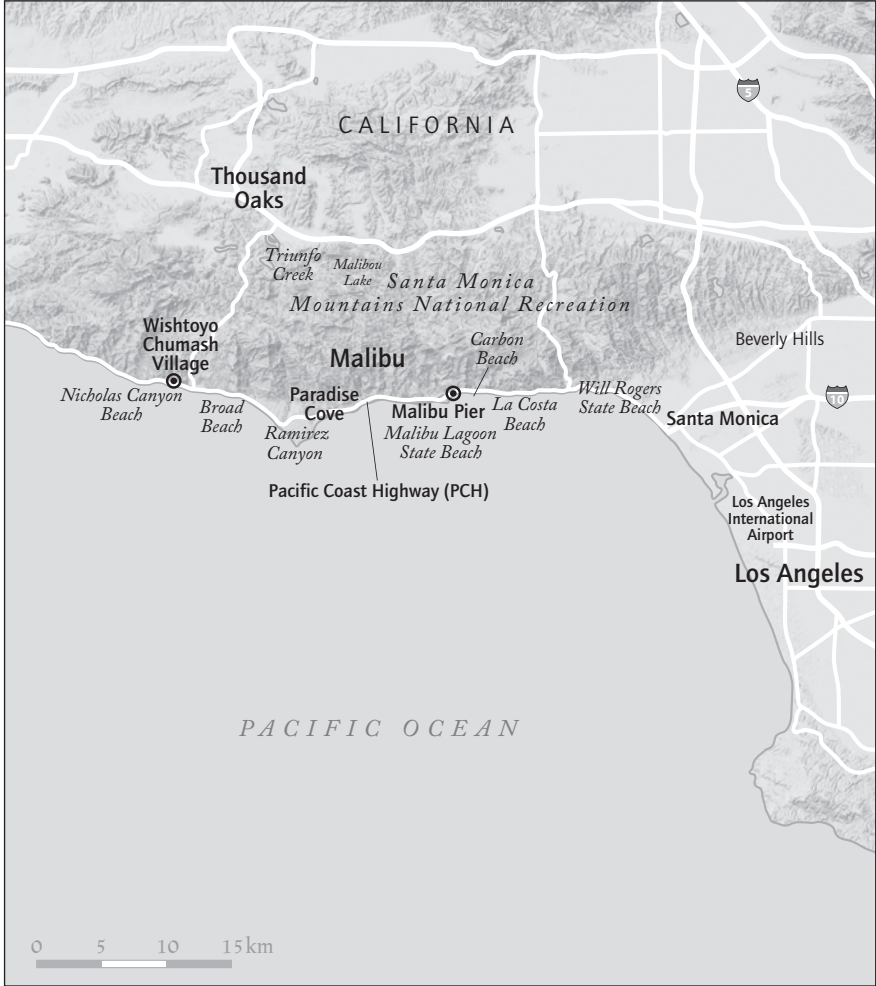 5
CALIFORNIA
Thousand
Oaks
Triunfo
Creek
Malibou
Lake
Santa Monica
Mountains National Recreation
Wishtoyo
Chumash
Village
Malibu
Carbon
Beach
Beverly Hills
Nicholas Canyon
Beach
Broad
Beach
Paradise
Cove
Ramirez
Canyon
Malibu Pier
Malibu Lagoon
State Beach
La Costa
Beach
Will Rogers
State Beach
10
Santa Monica
Pacific Coast Highway (PCH)
Los Angeles
International
Airport
Los Angeles
PACIFIC OCEAN
0 5 10 15 km